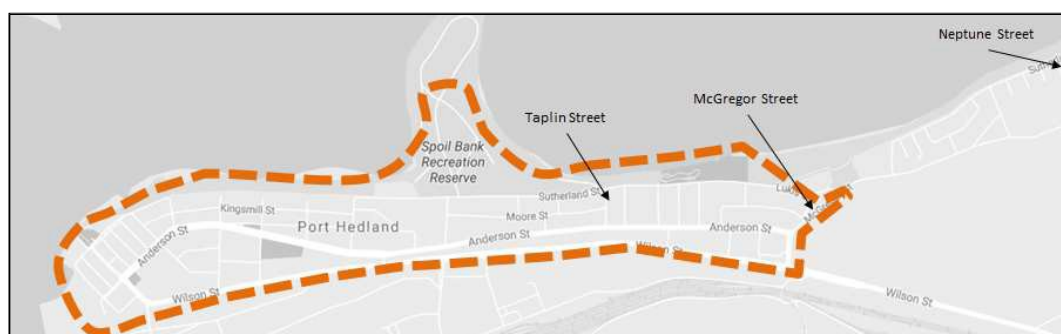 Neptune Street
McGregor Street
Taplin Street
Spoil Bank
Recreation
Reserve
Sutherland St
Kingsmill St
Moore St
Port Hedland
Anderson St
Anderson St
Anderson St
Wilson St
Wilson St
Wilson St